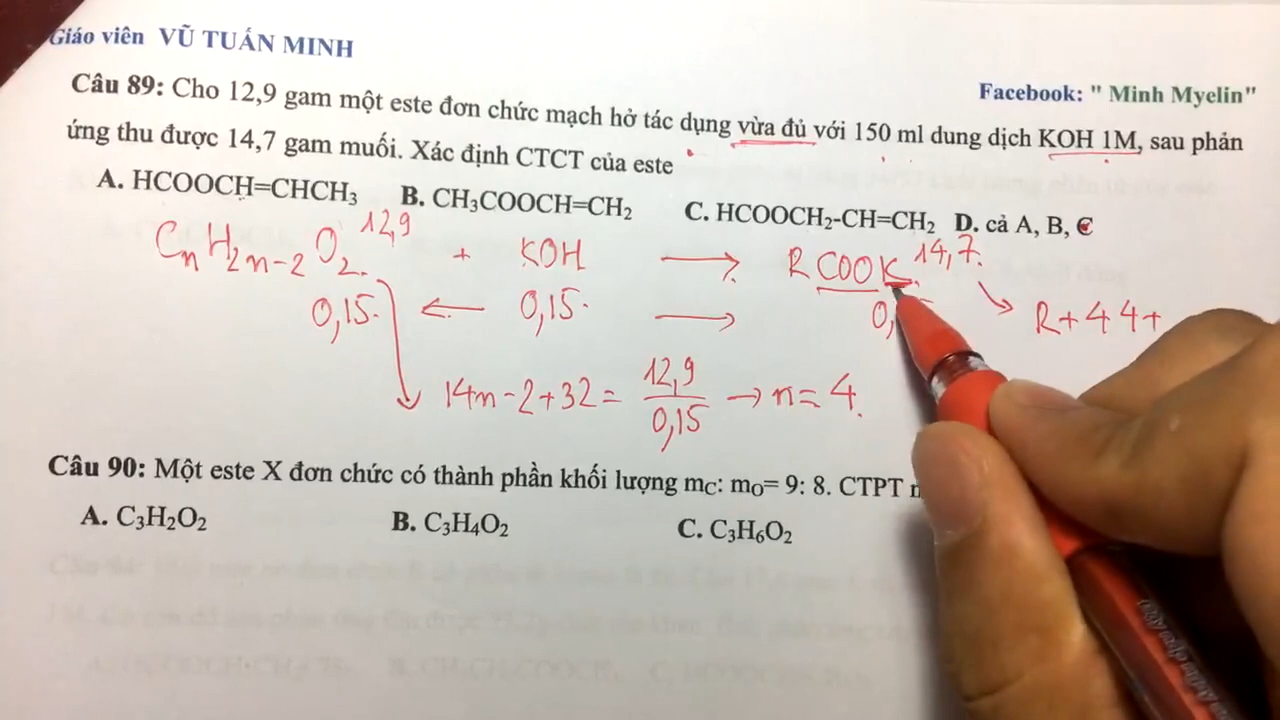 Giáo viên VŨ TUẤN MINH
Facebook: " Minh Myelin"
Câu 89: Cho 12,9 gam một este đơn chức mạch hở tác dụng vừa đủ với 150 ml dung dịch KOH 1M, sau phản
ứng thu được 14,7 gam muối. Xác định CTCT của este
A. HCOOCH=CHCH3 B. CH3COOCH=CH2 C. HCOOCH2-CH=CH2 D. cả A, B, C
CnH2n-2O2 12,9 + KOH → RCOOK 14,7
0,15 ← 0,15 → 0, R+44+
14n-2+32= 12,9/0,15 → n= 4
Câu 90: Một este X đơn chức có thành phần khối lượng mC: mO= 9: 8. CTPT
A. C3H2O2 B. C3H4O2 C. C3H6O2